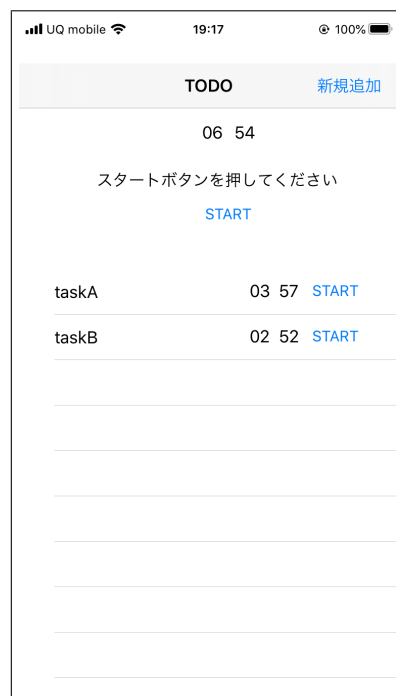 UQ mobile 19:17 100%
TODO 新規追加
06 54
スタートボタンを押してください
START
taskA 03 57 START
taskB 02 52 START